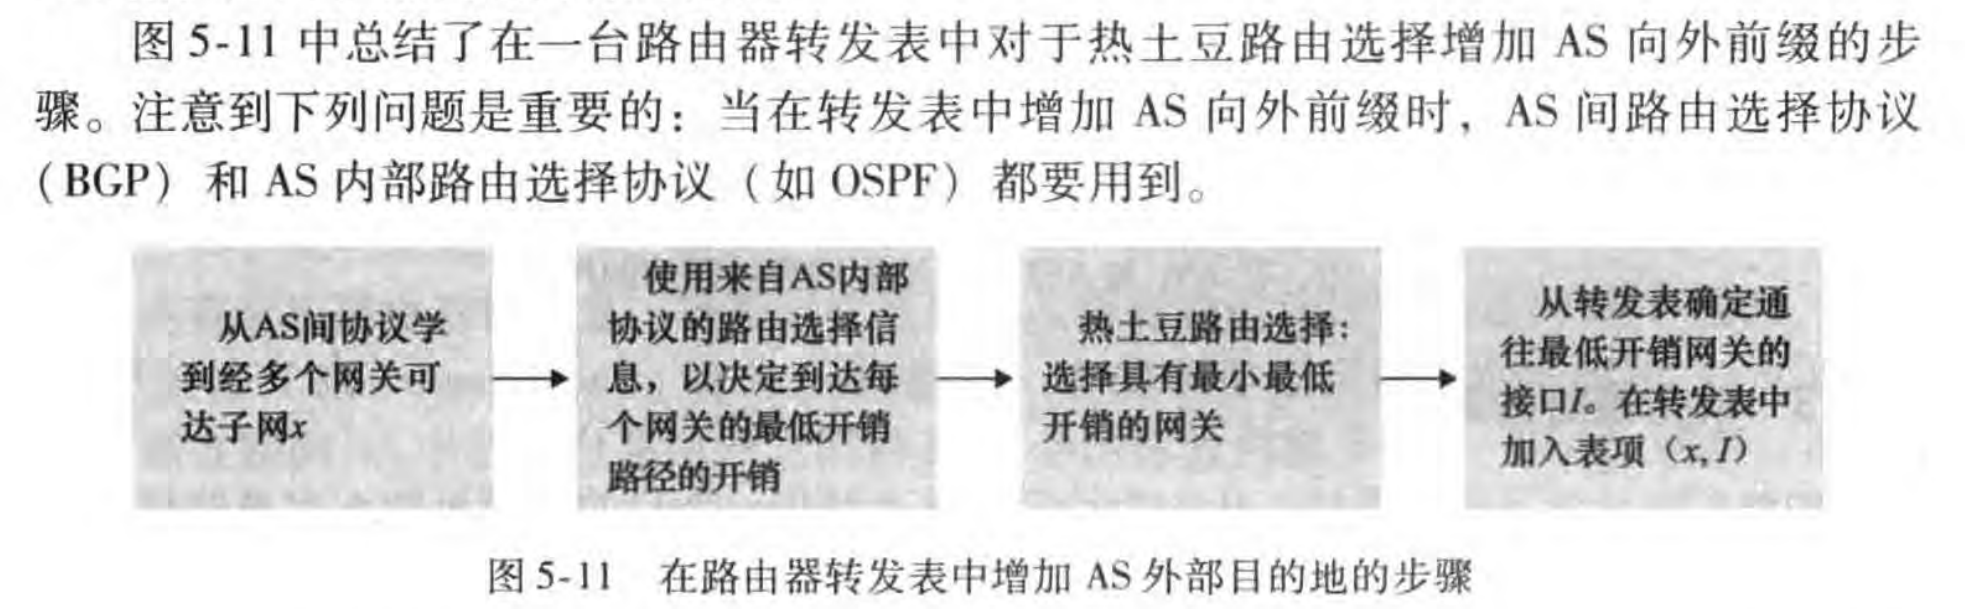 图 5-11 中总结了在一台路由器转发表中对于热土豆路由选择增加 AS 向外前缀的步
骤。注意到下列问题是重要的：当在转发表中增加 AS 向外前缀时，AS 间路由选择协议
（BGP）和 AS 内部路由选择协议（如 OSPF）都要用到。
从AS间协议学
到经多个网关可
达子网x
使用来自AS内部
协议的路由选择信
息，以决定到达每
个网关的最低开销
路径的开销
热土豆路由选择：
选择具有最小最低
开销的网关
从转发表确定通
往最低开销网关的
接口I。在转发表中
加入表项（x, I）
图 5-11 在路由器转发表中增加 AS 外部目的地的步骤